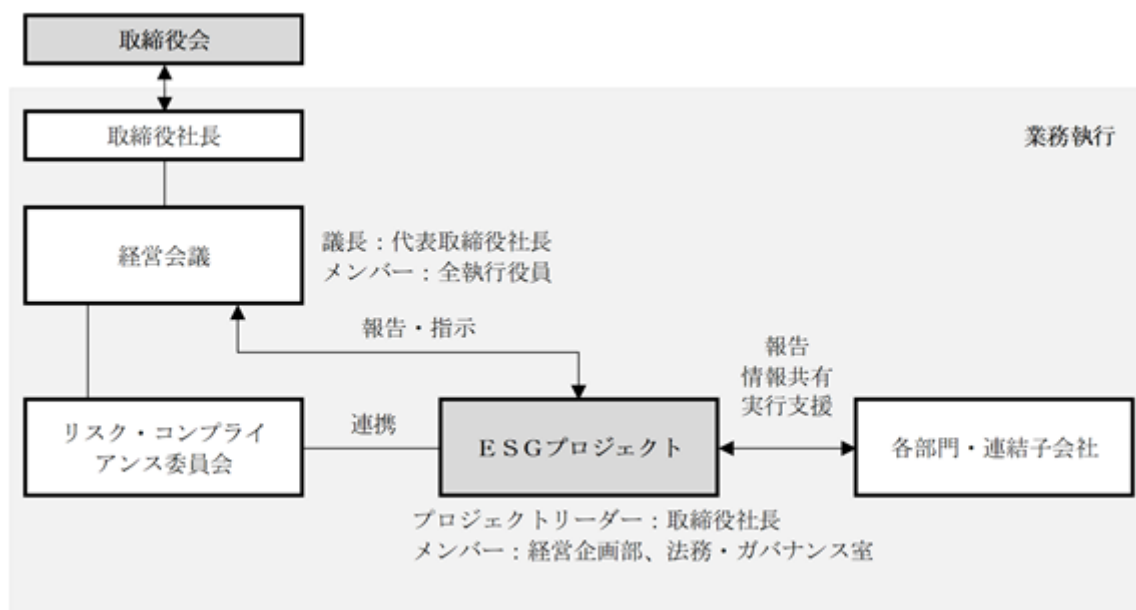 取締役会
取締役社長
業務執行
経営会議
議長：代表取締役社長
メンバー：全執行役員
報告・指示
報告
情報共有
実行支援
リスク・コンプライ
アンス委員会
連携
ＥＳＧプロジェクト
各部門・連結子会社
プロジェクトリーダー：取締役社長
メンバー：経営企画部、法務・ガバナンス室